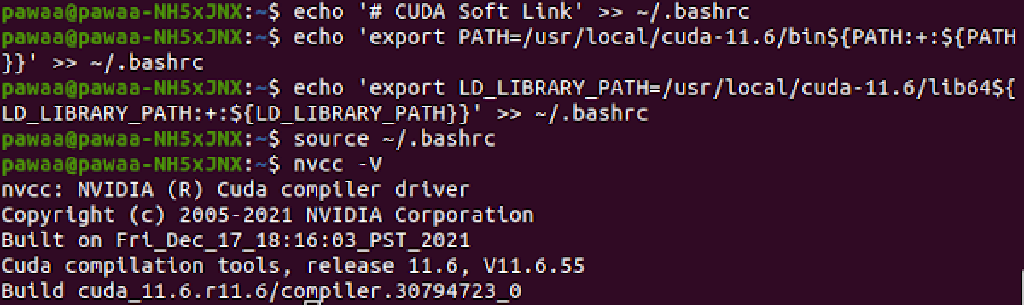 pawaa@pawaa-NH5xJNX:~$ echo '# CUDA Soft Link' >> ~/.bashrc
pawaa@pawaa-NH5xJNX:~$ echo 'export PATH=/usr/local/cuda-11.6/bin${PATH:+:${PATH
}}' >> ~/.bashrc
pawaa@pawaa-NH5xJNX:~$ echo 'export LD_LIBRARY_PATH=/usr/local/cuda-11.6/lib64${
LD_LIBRARY_PATH:+:${LD_LIBRARY_PATH}}' >> ~/.bashrc
pawaa@pawaa-NH5xJNX:~$ source ~/.bashrc
pawaa@pawaa-NH5xJNX:~$ nvcc -V
nvcc: NVIDIA (R) Cuda compiler driver
Copyright (c) 2005-2021 NVIDIA Corporation
Built on Fri_Dec_17_18:16:03_PST_2021
Cuda compilation tools, release 11.6, V11.6.55
Build cuda_11.6.r11.6/compiler.30794723_0